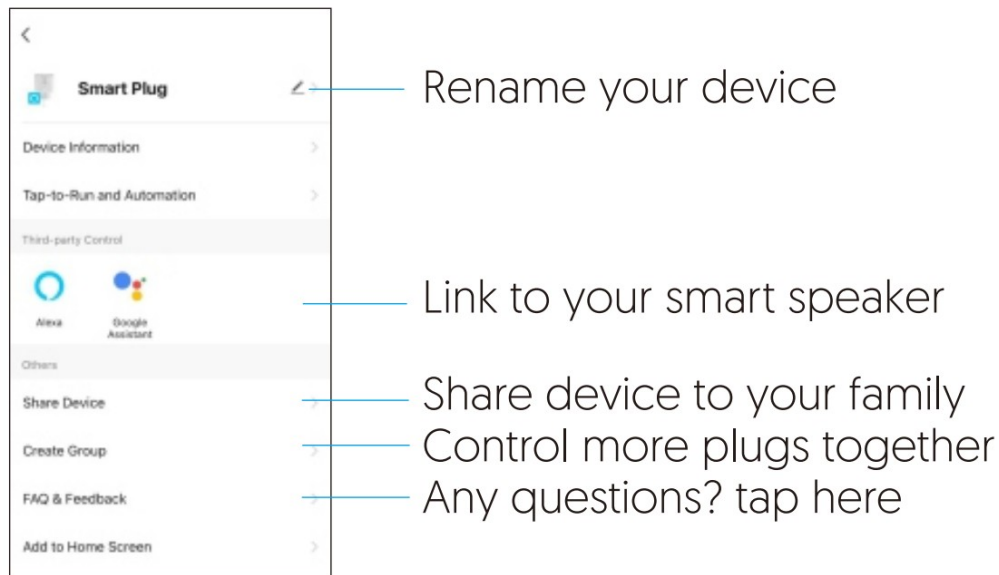 Smart Plug
Rename your device
Device Information
Tap-to-Run and Automation
Third-party Control
Alexa
Google
Assistant
Link to your smart speaker
Others
Share Device
Share device to your family
Create Group
Control more plugs together
FAQ & Feedback
Any questions? tap here
Add to Home Screen